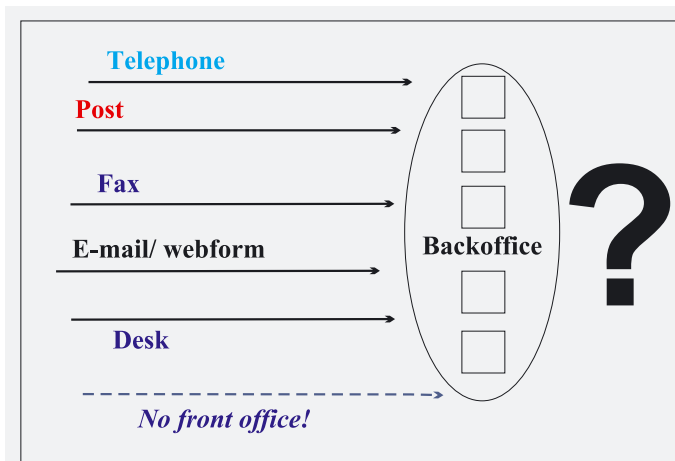 Telephone
Post
Fax
E-mail/ webform
Backoffice
?
Desk
No front office!